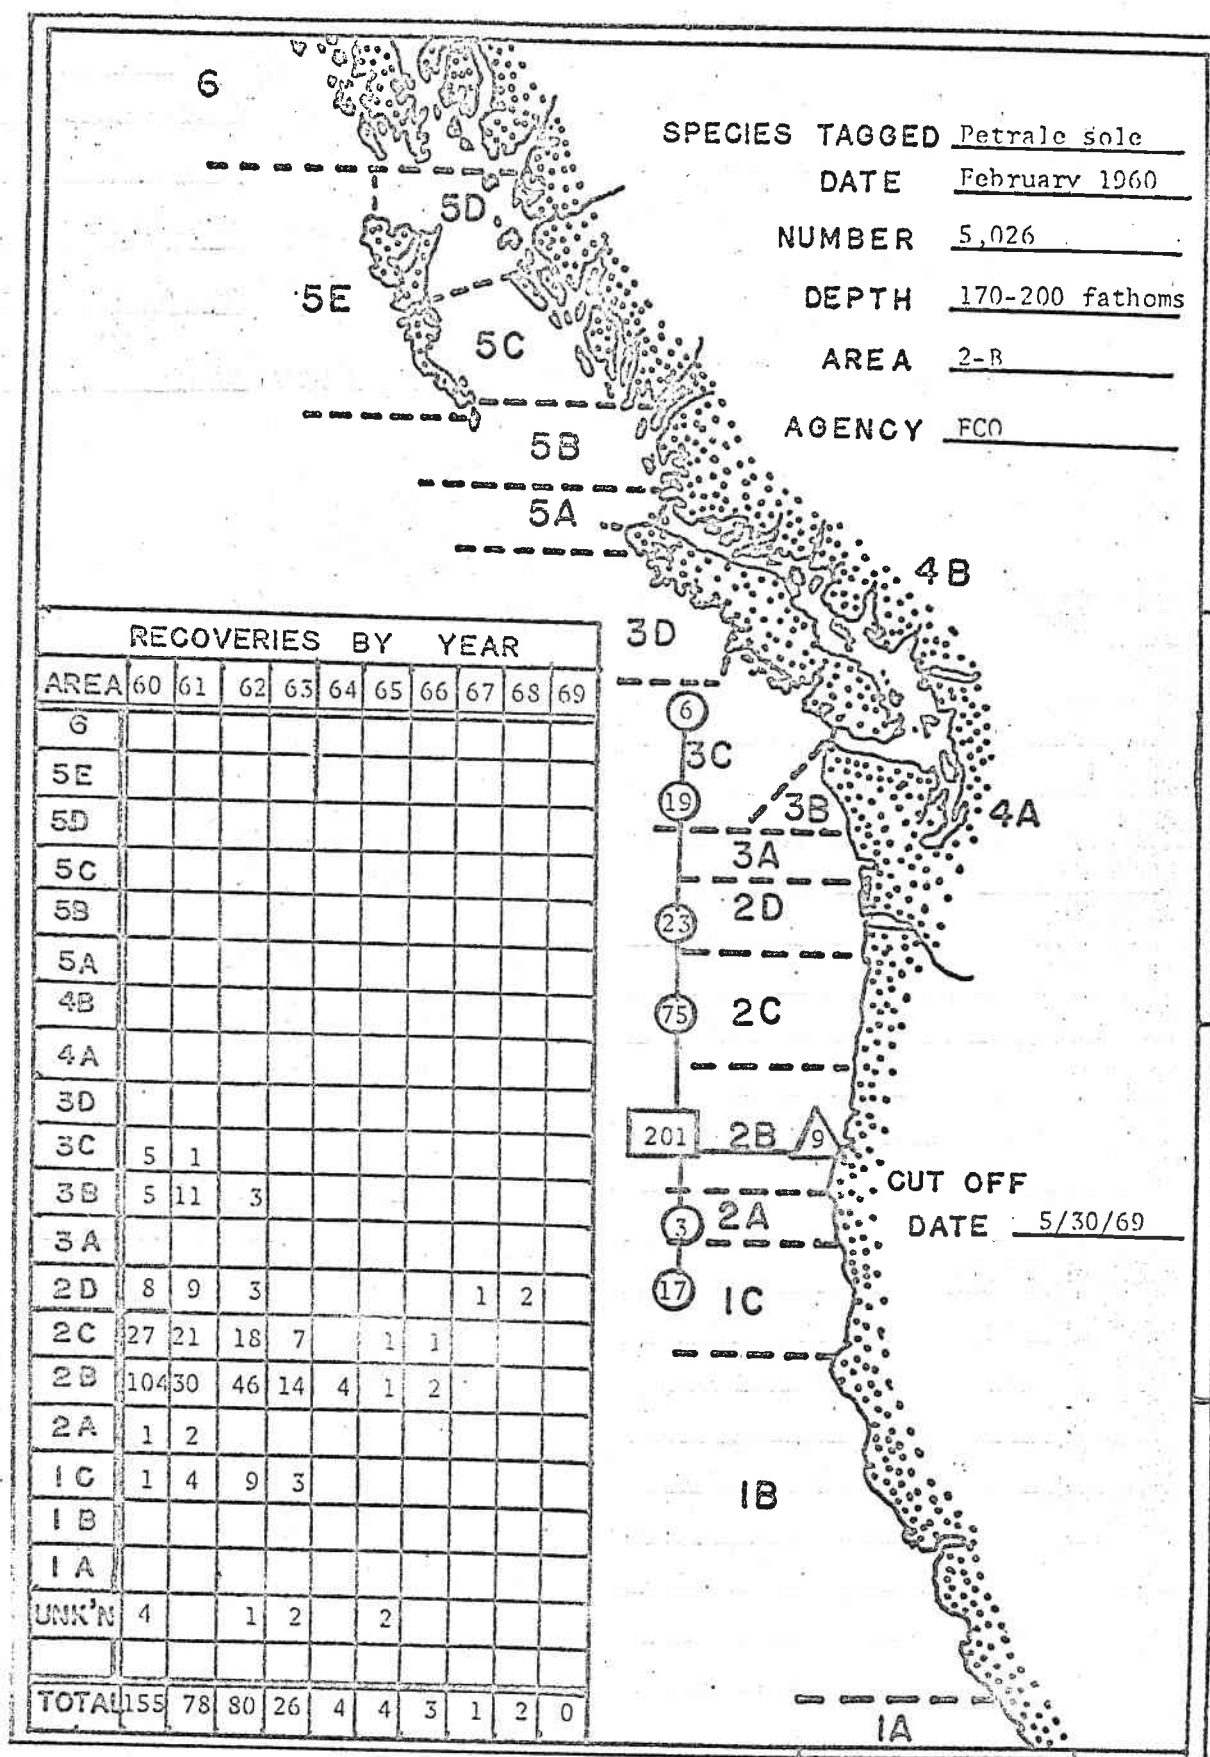 6
SPECIES TAGGED Petrale sole
DATE February 1960
5D
NUMBER 5,026
5E
DEPTH 170-200 fathoms
5C
AREA 2-B
AGENCY FCO
5B
5A
4B
3D
RECOVERIES BY YEAR
AREA 60 61 62 63 64 65 66 67 68 69
6
5E
5D
5C
5B
5A
4B
4A
3D
3C 5 1
3B 5 11 3
3A
2D 8 9 3 1 2
2C 27 21 18 7 1 1
2B 104 30 46 14 4 1 2
2A 1 2
1C 1 4 9 3
1B
1A
UNK'N 4 1 2 2
TOTAL 155 78 80 26 4 4 3 1 2 0
6
3C
19
3B
4A
3A
2D
23
75 2C
201 2B 9
CUT OFF
DATE 5/30/69
3 2A
17 1C
1B
1A